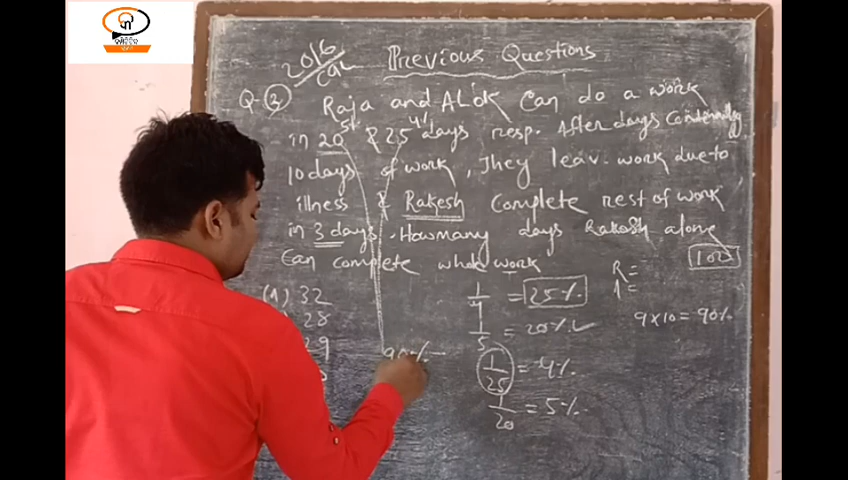 2016
CGL
Previous Questions
Q. 3 Raja and ALOK Can do a work
in 20 & 25 days resp. After days
10 days of work, They leav. work due to
illness & Rakesh Complete rest of work
in 3 days. How many days Rakesh alone
Can complete whole work
(A) 32
28
29
90%
1/4 = 25%
1/5 = 20%
1/25 = 4%
1/20 = 5%
R=
A=
9 x 10 = 90%